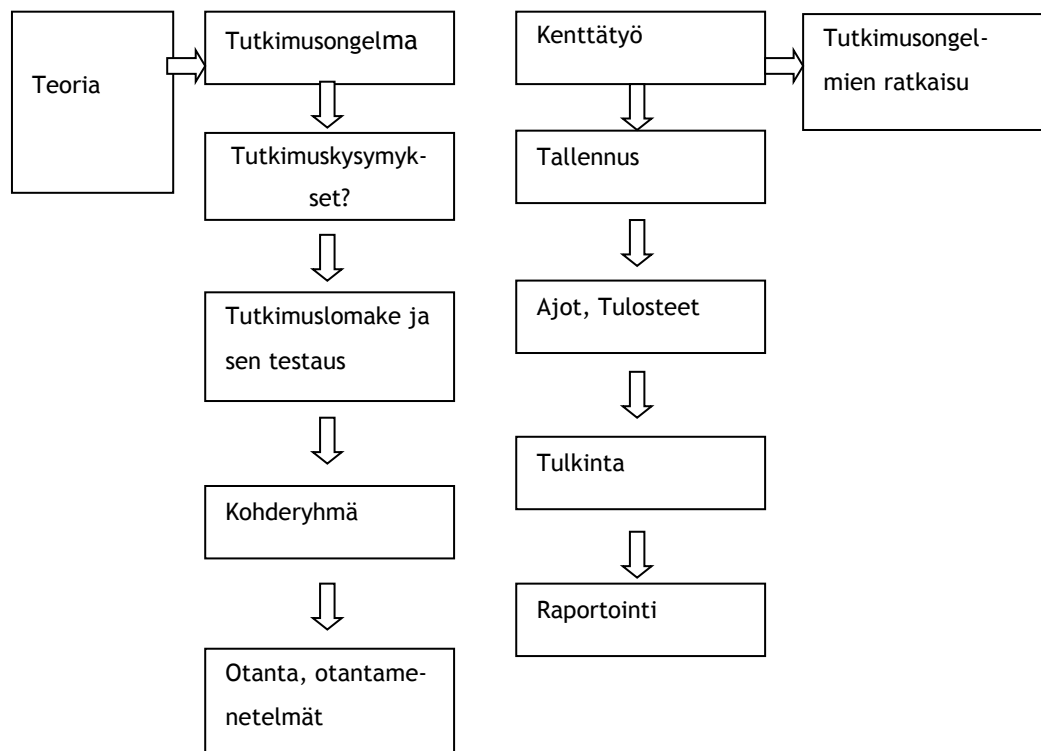 Teoria
Tutkimusongelma
Tutkimuskysymyk-
set?
Tutkimuslomake ja
sen testaus
Kohderyhmä
Otanta, otantame-
netelmät
Kenttätyö
Tallennus
Ajot, Tulosteet
Tulkinta
Raportointi
Tutkimusongel-
mien ratkaisu